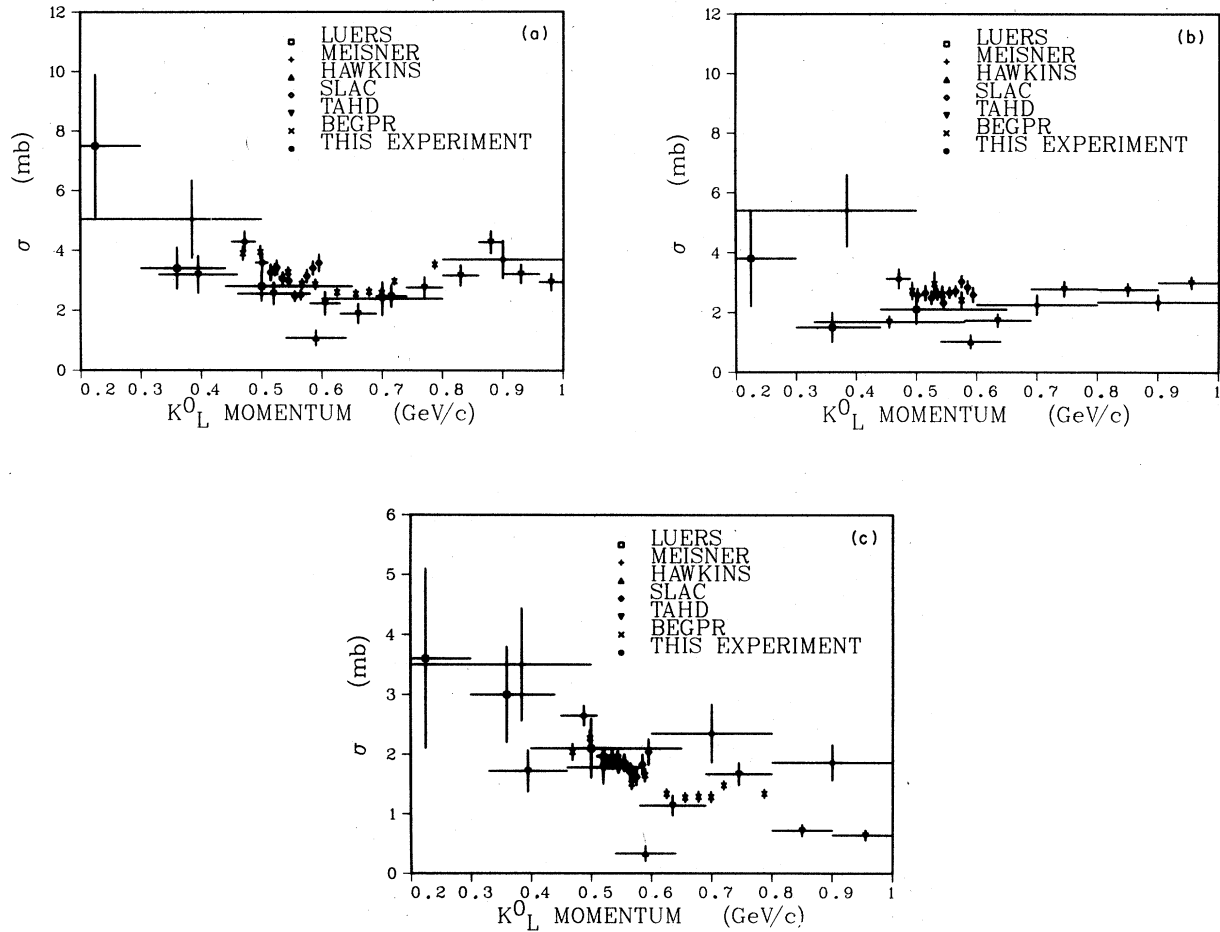 12
10
8
6
4
2
0
(mb)
σ
LUERS
MEISNER
HAWKINS
SLAC
TAHD
BEGPR
THIS EXPERIMENT
(a)
0.2 0.3 0.4 0.5 0.6 0.7 0.8 0.9 1
K⁰L MOMENTUM (GeV/c)
12
10
8
6
4
2
0
(mb)
σ
LUERS
MEISNER
HAWKINS
SLAC
TAHD
BEGPR
THIS EXPERIMENT
(b)
0.2 0.3 0.4 0.5 0.6 0.7 0.8 0.9 1
K⁰L MOMENTUM (GeV/c)
6
5
4
3
2
1
0
(mb)
σ
LUERS
MEISNER
HAWKINS
SLAC
TAHD
BEGPR
THIS EXPERIMENT
(c)
0.2 0.3 0.4 0.5 0.6 0.7 0.8 0.9 1
K⁰L MOMENTUM (GeV/c)